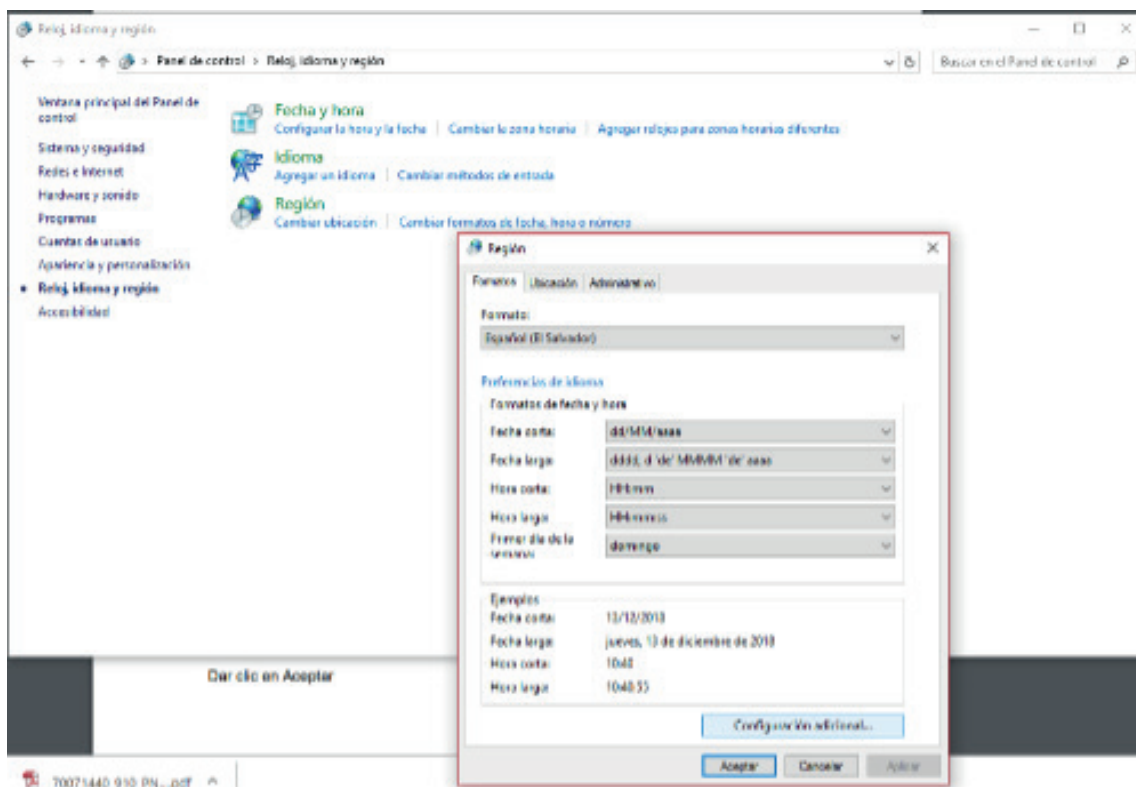 Reloj, idioma y región
Panel de control > Reloj, idioma y región
Buscar en el Panel de control
Ventana principal del Panel de control
Sistema y seguridad
Redes e Internet
Hardware y sonido
Programas
Cuentas de usuario
Apariencia y personalización
Reloj, idioma y región
Accesibilidad
Fecha y hora
Configurar la hora y la fecha | Cambiar la zona horaria | Agregar relojes para zonas horarias diferentes
Idioma
Agregar un idioma | Cambiar métodos de entrada
Región
Cambiar ubicación | Cambiar formatos de fecha, hora o número
Región
Formatos Ubicación Administrativo
Formato:
Español (El Salvador)
Preferencias de idioma
Formatos de fecha y hora
Fecha corta: dd/MM/aaaa
Fecha larga: dddd, d 'de' MMMM 'de' aaaa
Hora corta: HH:mm
Hora larga: HH:mm:ss
Primer día de la semana: domingo
Ejemplos
Fecha corta: 13/12/2018
Fecha larga: jueves, 13 de diciembre de 2018
Hora corta: 10:48
Hora larga: 10:48:55
Configuración adicional...
Aceptar Cancelar Aplicar
Dar clic en Aceptar
70071440_910_PN....pdf